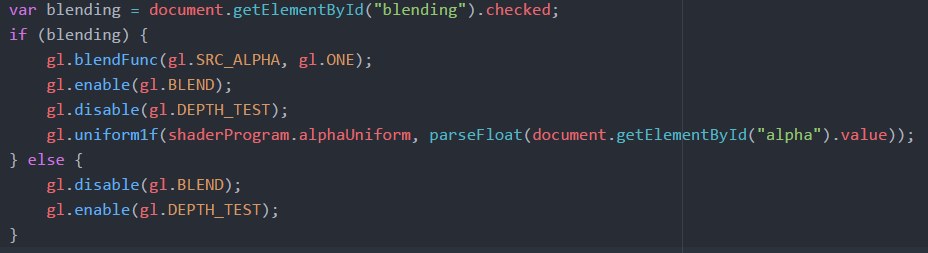 var blending = document.getElementById("blending").checked;
if (blending) {
    gl.blendFunc(gl.SRC_ALPHA, gl.ONE);
    gl.enable(gl.BLEND);
    gl.disable(gl.DEPTH_TEST);
    gl.uniform1f(shaderProgram.alphaUniform, parseFloat(document.getElementById("alpha").value));
} else {
    gl.disable(gl.BLEND);
    gl.enable(gl.DEPTH_TEST);
}